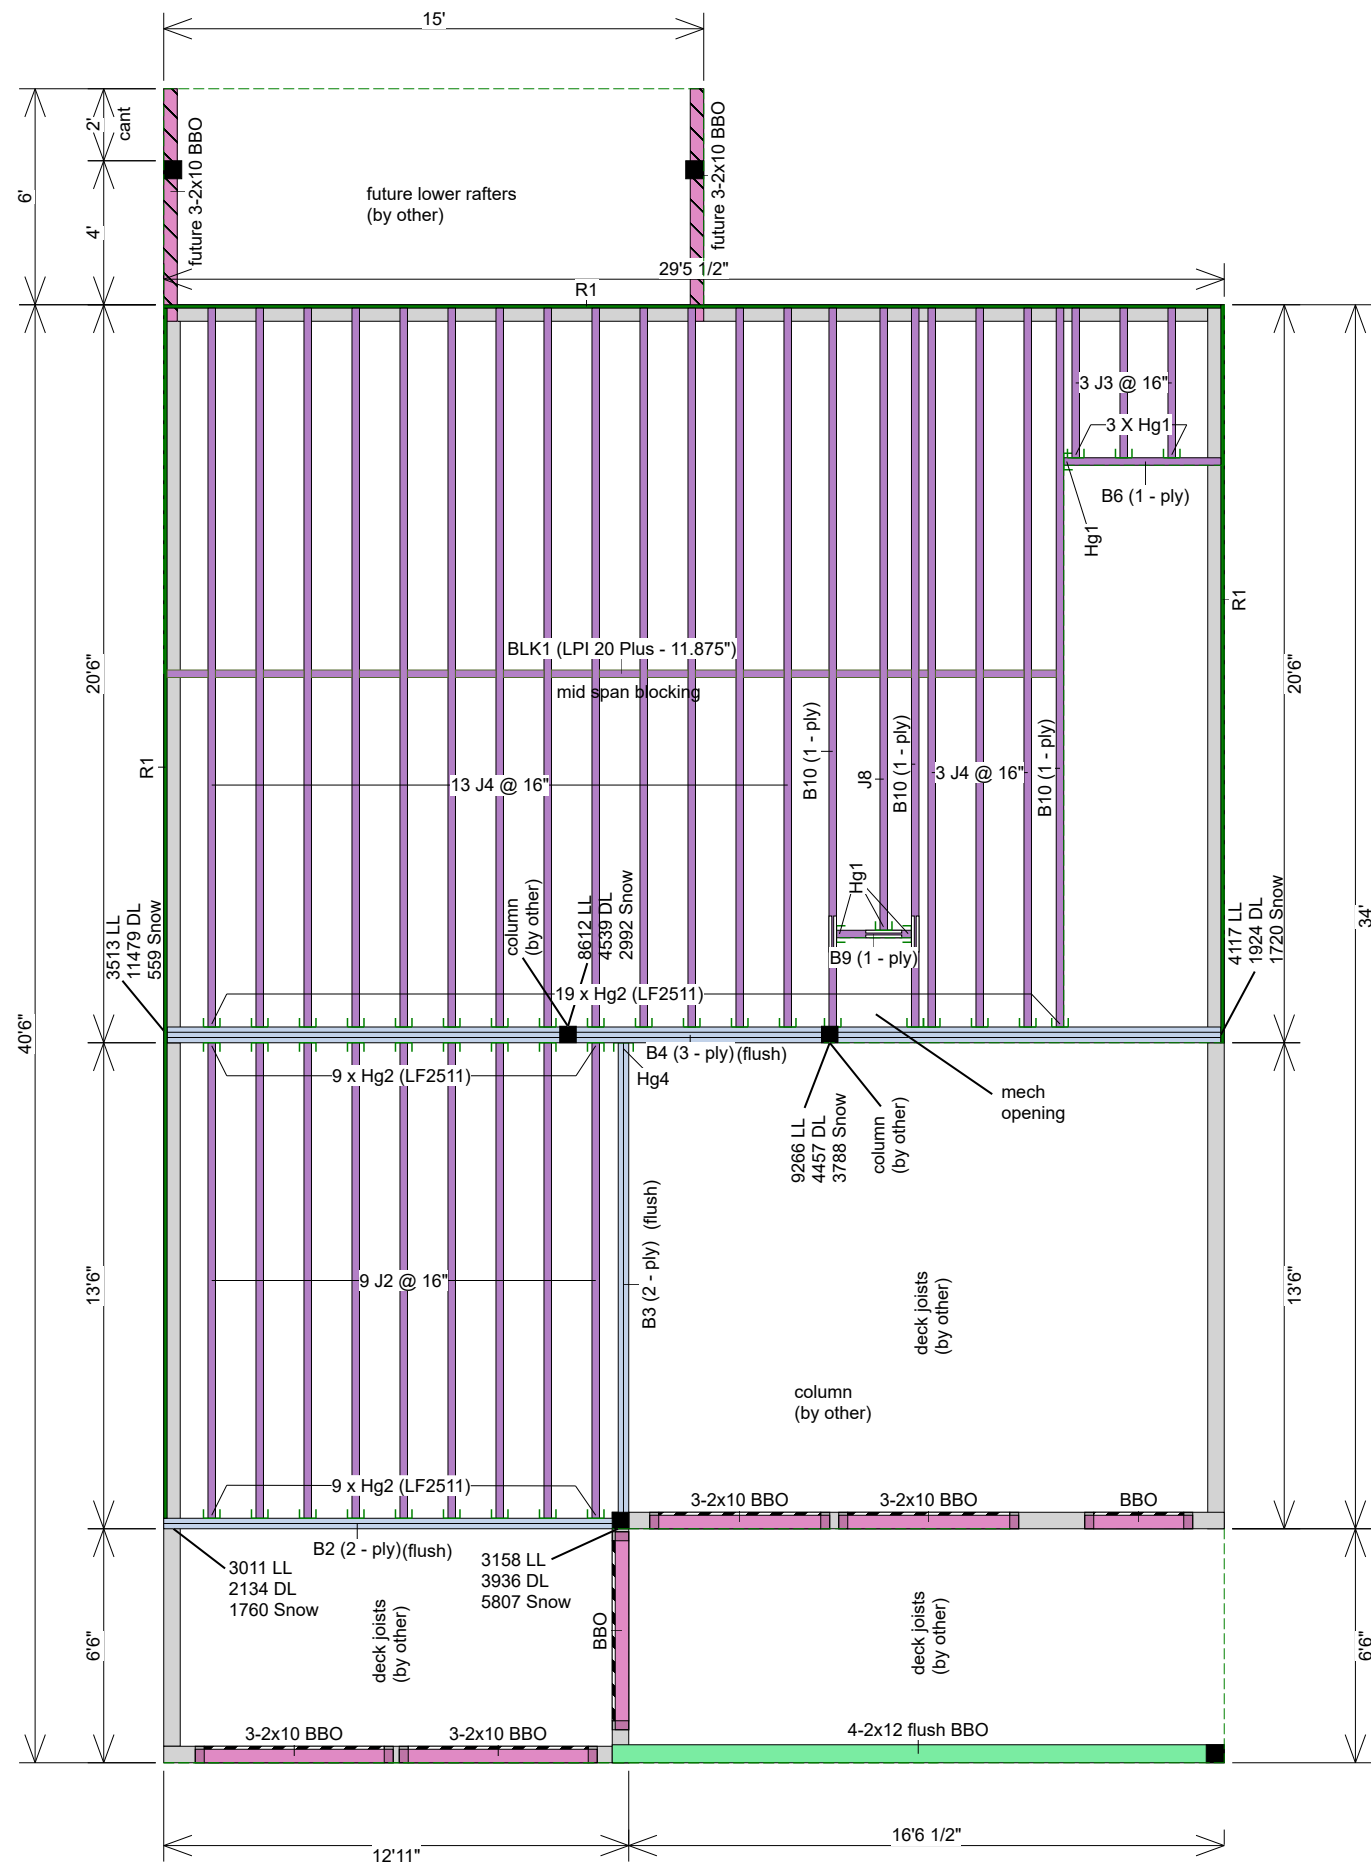 15'
2'
cant
6'
4'
future 3-2x10 BBO
future 3-2x10 BBO
future lower rafters
(by other)
29'5 1/2"
R1
3 J3 @ 16"
3 X Hg1
B6 (1 - ply)
Hg1
R1
BLK1 (LPI 20 Plus - 11.875")
mid span blocking
20'6"
20'6"
R1
13 J4 @ 16"
B10 (1 - ply)
J8
B10 (1 - ply)
3 J4 @ 16"
B10 (1 - ply)
34'
Hg1
B9 (1 - ply)
3513 LL
11479 DL
559 Snow
column
(by other)
8612 LL
4539 DL
2992 Snow
4117 LL
1924 DL
1720 Snow
19 x Hg2 (LF2511)
40'6"
B4 (3 - ply)
(flush)
9 x Hg2 (LF2511)
Hg4
mech
opening
9266 LL
4457 DL
3788 Snow
column
(by other)
B3 (2 - ply)
(flush)
9 J2 @ 16"
13'6"
13'6"
deck joists
(by other)
column
(by other)
9 x Hg2 (LF2511)
3-2x10 BBO
3-2x10 BBO
BBO
B2 (2 - ply)
(flush)
3011 LL
2134 DL
1760 Snow
3158 LL
3936 DL
5807 Snow
6'6"
deck joists
(by other)
BBO
deck joists
(by other)
6'6"
3-2x10 BBO
3-2x10 BBO
4-2x12 flush BBO
12'11"
16'6 1/2"